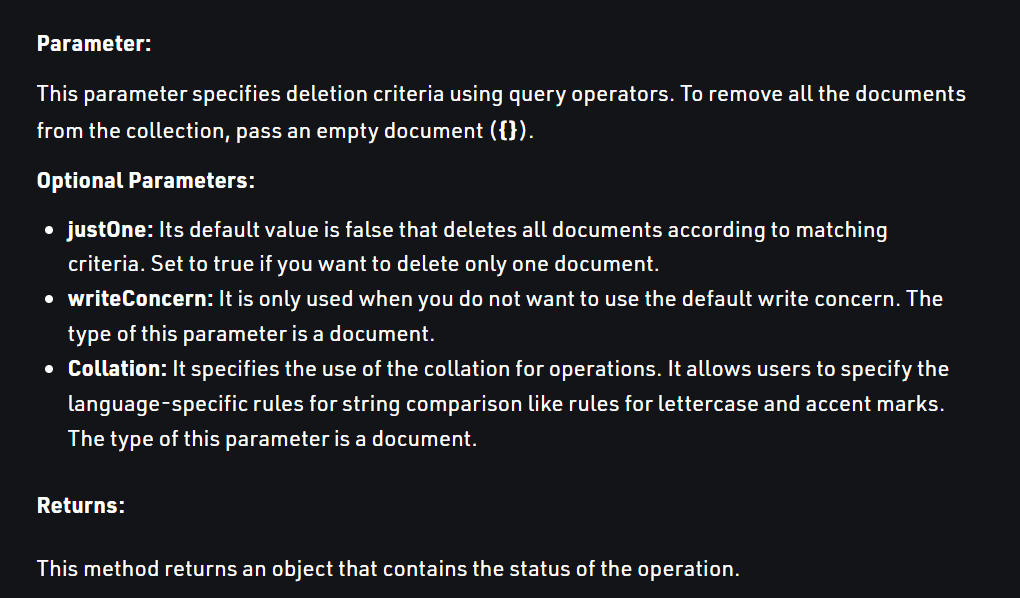 Parameter:
This parameter specifies deletion criteria using query operators. To remove all the documents
from the collection, pass an empty document ({}).
Optional Parameters:
• justOne: Its default value is false that deletes all documents according to matching
criteria. Set to true if you want to delete only one document.
• writeConcern: It is only used when you do not want to use the default write concern. The
type of this parameter is a document.
• Collation: It specifies the use of the collation for operations. It allows users to specify the
language-specific rules for string comparison like rules for lettercase and accent marks.
The type of this parameter is a document.
Returns:
This method returns an object that contains the status of the operation.